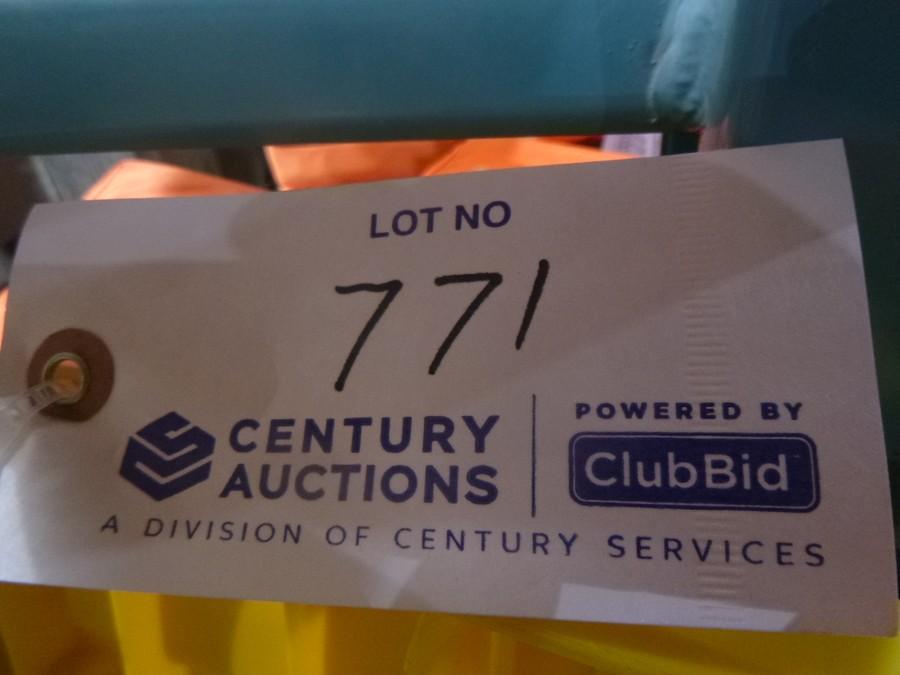 LOT NO
771
CENTURY
AUCTIONS
A DIVISION OF CENTURY SERVICES
POWERED BY
ClubBid